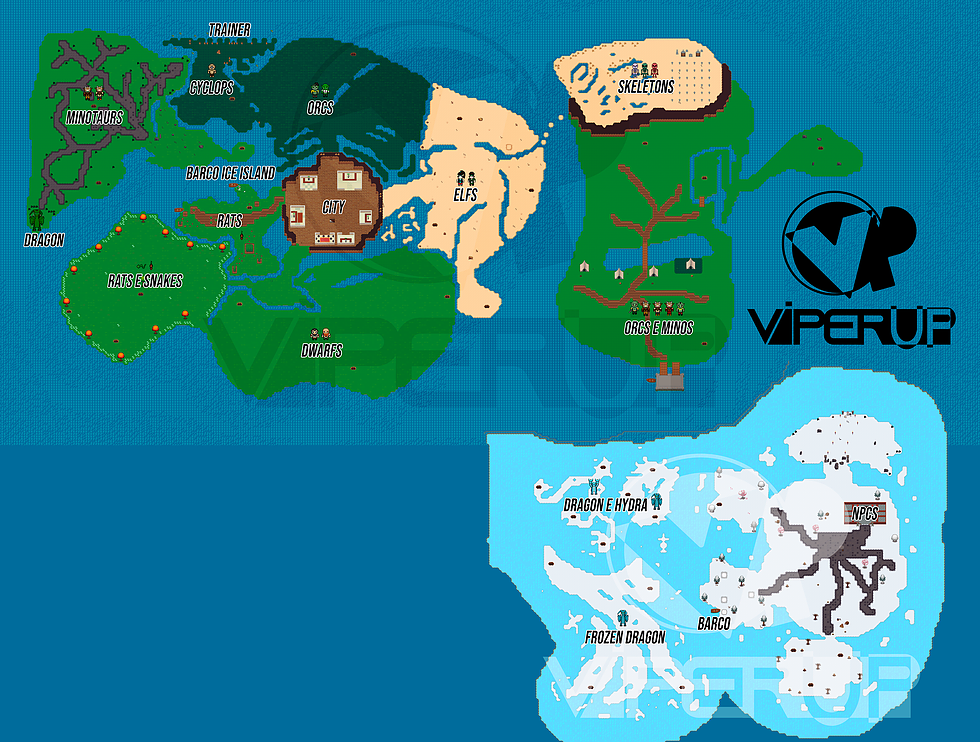 TRAINER
CYCLOPS
MINOTAURS
ORCS
SKELETONS
BARCO ICE ISLAND
ELFS
CITY
RATS
DRAGON
RATS E SNAKES
VIPERUP
ORCS E MINOS
DWARFS
VIPERUP
DRAGON E HYDRA
NPCS
BARCO
FROZEN DRAGON
VIPERUP